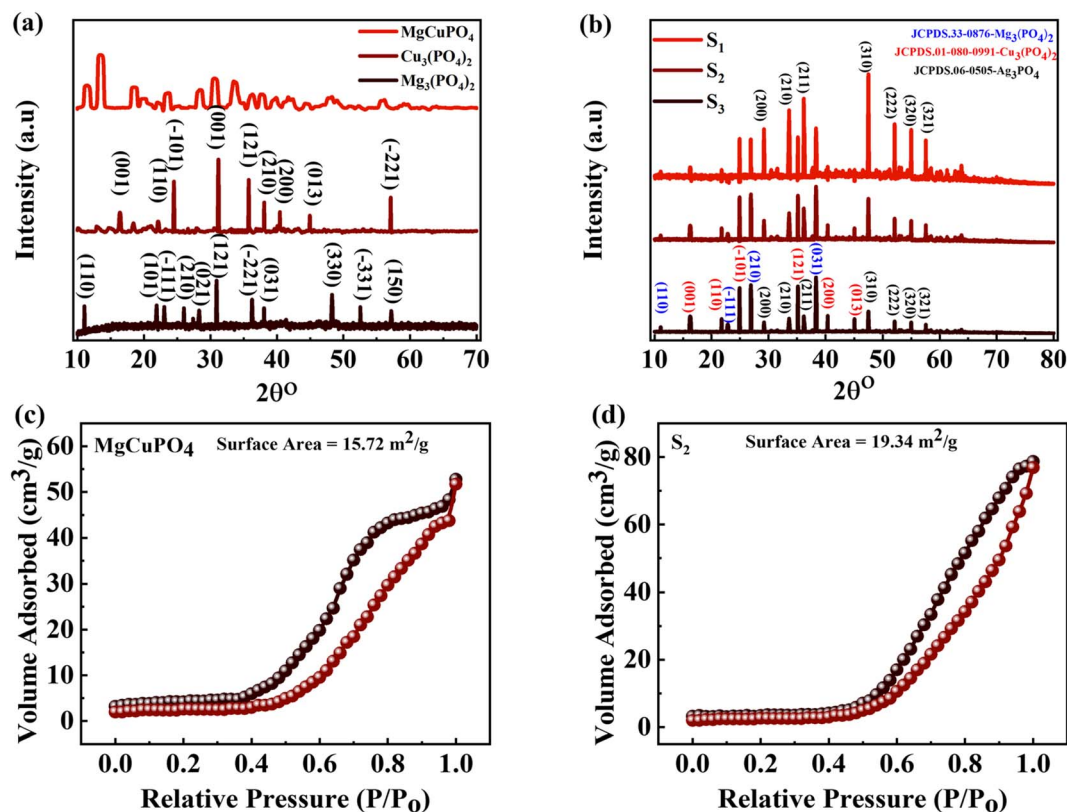 (a)
MgCuPO4
Cu3(PO4)2
Mg3(PO4)2
Intensity (a.u)
(001)
(110)
(-101)
(001)
(121)
(210)
(200)
(013)
(-221)
(110)
(101)
(-111)
(210)
(021)
(121)
(-221)
(031)
(330)
(-331)
(150)
10 20 30 40 50 60 70
2θO
(b)
S1
S2
S3
JCPDS.33-0876-Mg3(PO4)2
JCPDS.01-080-0991-Cu3(PO4)2
JCPDS.06-0505-Ag3PO4
Intensity (a.u)
(200)
(210)
(211)
(310)
(222)
(320)
(321)
(110)
(001)
(110)
(-111)
(-101)
(210)
(200)
(210)
(121)
(211)
(031)
(200)
(013)
(310)
(222)
(320)
(321)
10 20 30 40 50 60 70 80
2θO
(c)
MgCuPO4
Surface Area = 15.72 m2/g
Volume Adsorbed (cm3/g)
60
50
40
30
20
10
0
0.0 0.2 0.4 0.6 0.8 1.0
Relative Pressure (P/Po)
(d)
S2
Surface Area = 19.34 m2/g
Volume Adsorbed (cm3/g)
80
60
40
20
0
0.0 0.2 0.4 0.6 0.8 1.0
Relative Pressure (P/Po)